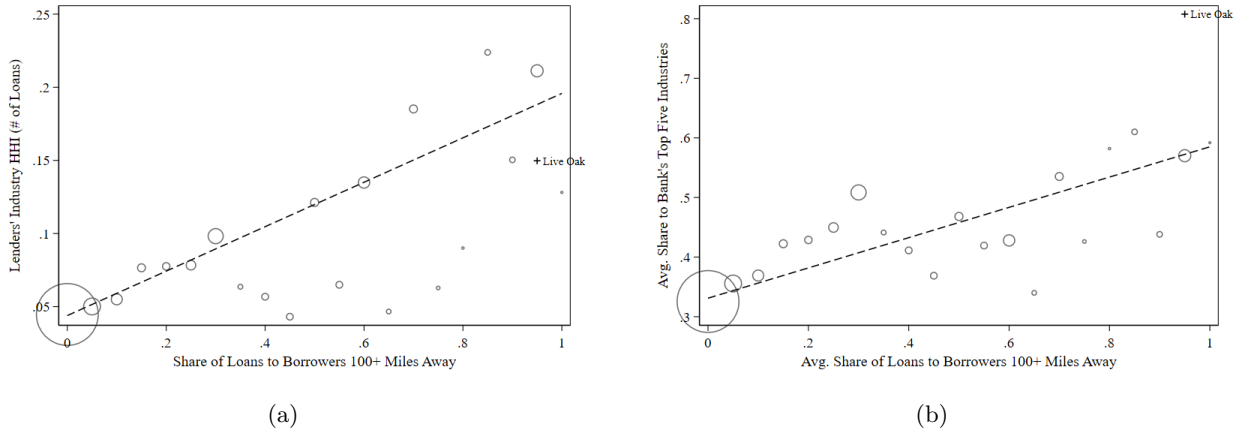 Lenders' Industry HHI (# of Loans)
.25
.2
.15
.1
.05
Live Oak
0
.2
.4
.6
.8
1
Share of Loans to Borrowers 100+ Miles Away
(a)
Avg. Share to Bank's Top Five Industries
.8
.7
.6
.5
.4
.3
Live Oak
0
.2
.4
.6
.8
1
Avg. Share of Loans to Borrowers 100+ Miles Away
(b)